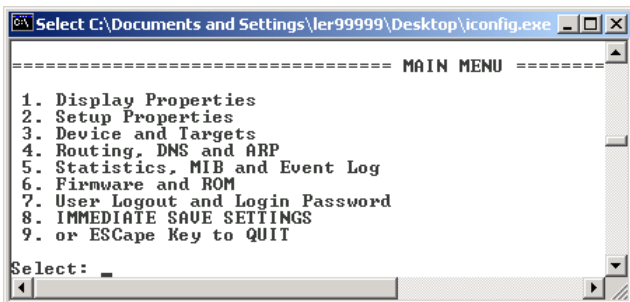 Select C:\Documents and Settings\ler99999\Desktop\iconfig.exe
================================== MAIN MENU ========
1. Display Properties
2. Setup Properties
3. Device and Targets
4. Routing, DNS and ARP
5. Statistics, MIB and Event Log
6. Firmware and ROM
7. User Logout and Login Password
8. IMMEDIATE SAVE SETTINGS
9. or ESCape Key to QUIT
Select: _